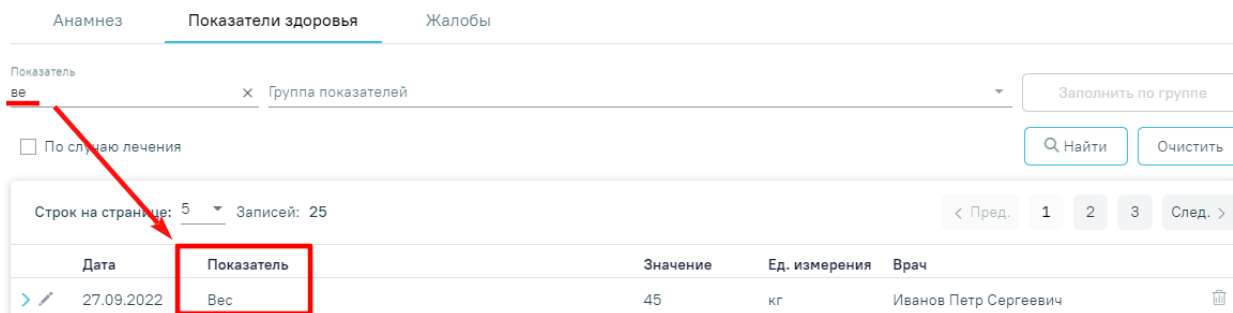 Анамнез Показатели здоровья Жалобы
Показатель
ве Группа показателей Заполнить по группе
По случаю лечения Найти Очистить
Строк на странице: 5 Записей: 25 < Пред. 1 2 3 След. >
Дата Показатель Значение Ед. измерения Врач
27.09.2022 Вес 45 кг Иванов Петр Сергеевич